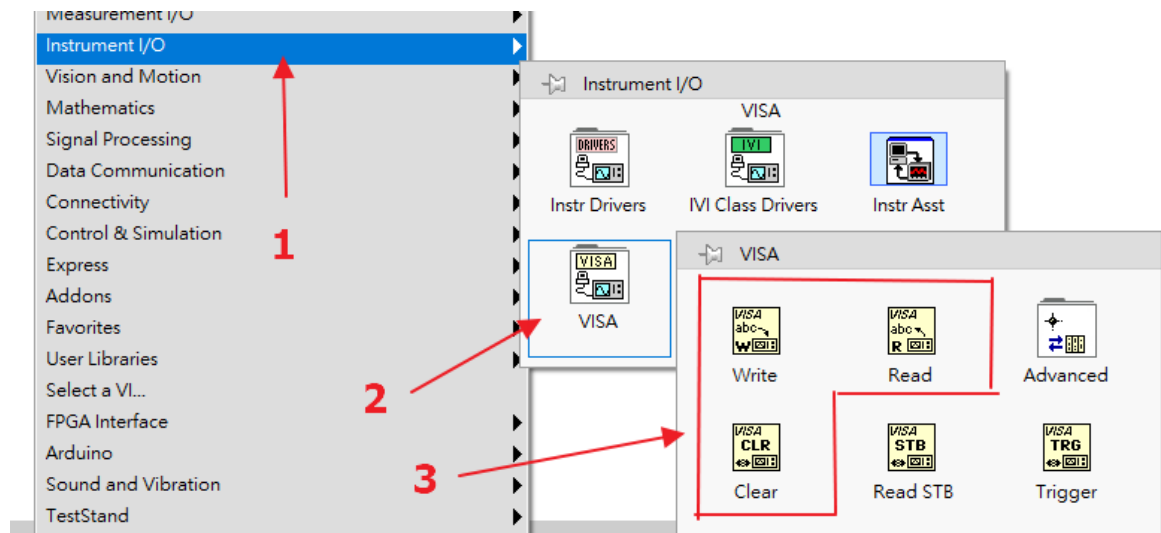 Measurement I/O
Instrument I/O
Vision and Motion
Mathematics
Signal Processing
Data Communication
Connectivity
Control & Simulation
Express
Addons
Favorites
User Libraries
Select a VI...
FPGA Interface
Arduino
Sound and Vibration
TestStand
1
2
3
Instrument I/O
VISA
DRIVERS
IVI
Instr Drivers
IVI Class Drivers
Instr Asst
VISA
VISA
VISA
VISA
abc
W
VISA
abc
R
Write
Read
Advanced
VISA
CLR
VISA
STB
VISA
TRG
Clear
Read STB
Trigger